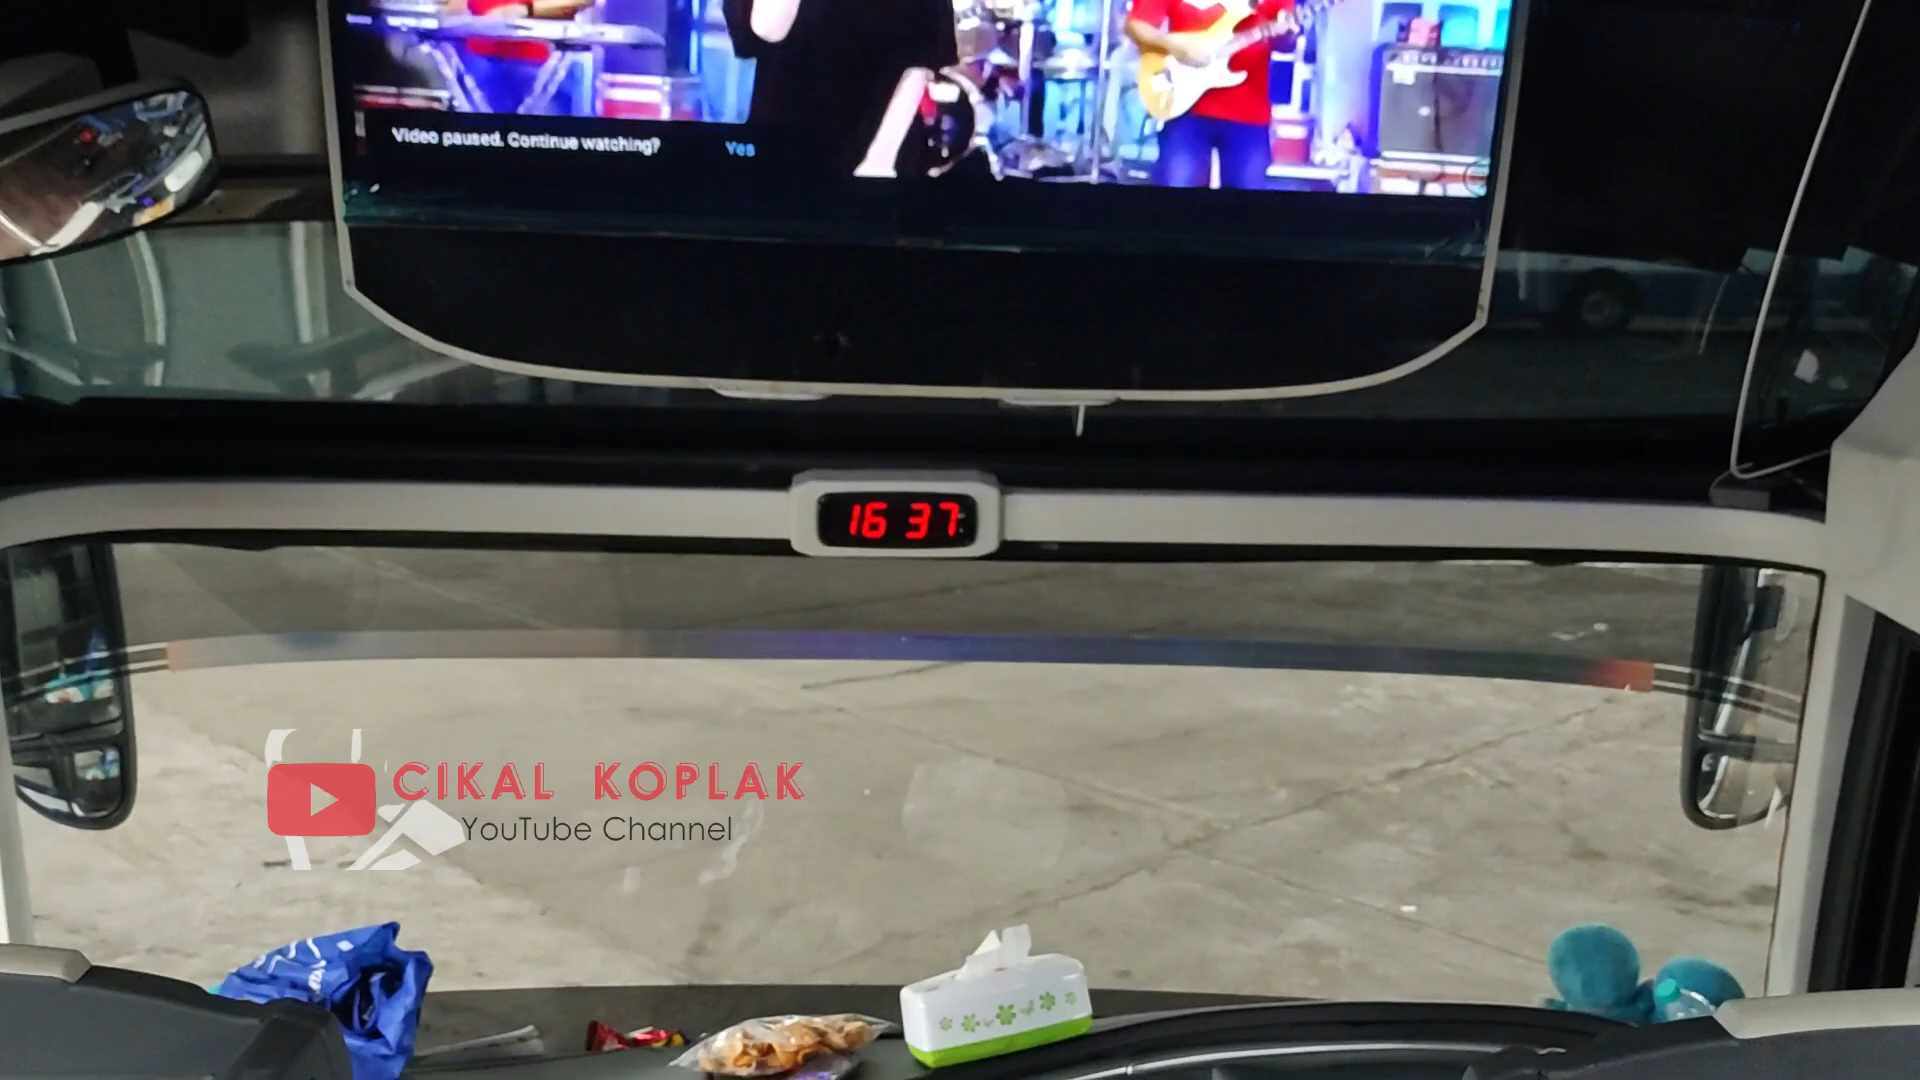 Video paused. Continue watching? Yes
16 37
CIKAL KOPLAK
YouTube Channel